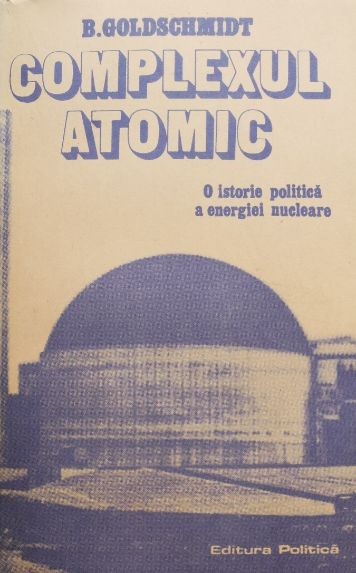 B. GOLDSCHMIDT
COMPLEXUL
ATOMIC
O istorie politică
a energiei nucleare
Editura Politică